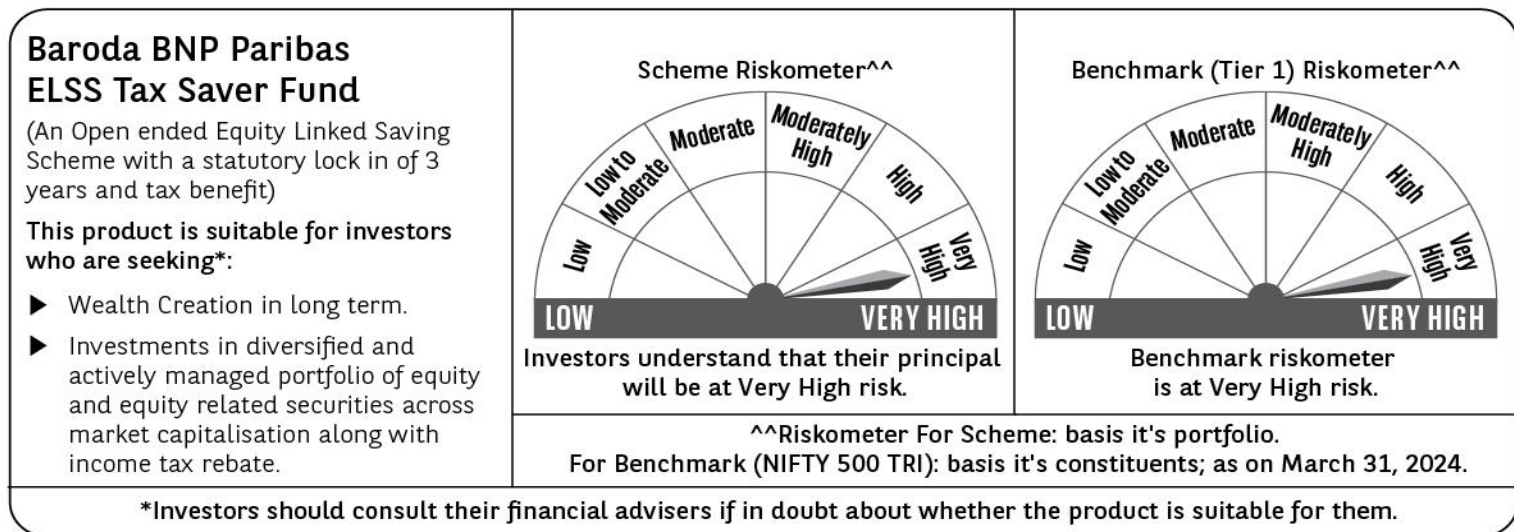 Baroda BNP Paribas
ELSS Tax Saver Fund
(An Open ended Equity Linked Saving
Scheme with a statutory lock in of 3
years and tax benefit)
This product is suitable for investors
who are seeking*:
▶ Wealth Creation in long term.
▶ Investments in diversified and
actively managed portfolio of equity
and equity related securities across
market capitalisation along with
income tax rebate.
Scheme Riskometer^^
Low
Low to
Moderate
Moderate
Moderately
High
High
Very
High
LOW VERY HIGH
Investors understand that their principal
will be at Very High risk.
Benchmark (Tier 1) Riskometer^^
Low
Low to
Moderate
Moderate
Moderately
High
High
Very
High
LOW VERY HIGH
Benchmark riskometer
is at Very High risk.
^^Riskometer For Scheme: basis it's portfolio.
For Benchmark (NIFTY 500 TRI): basis it's constituents; as on March 31, 2024.
*Investors should consult their financial advisers if in doubt about whether the product is suitable for them.